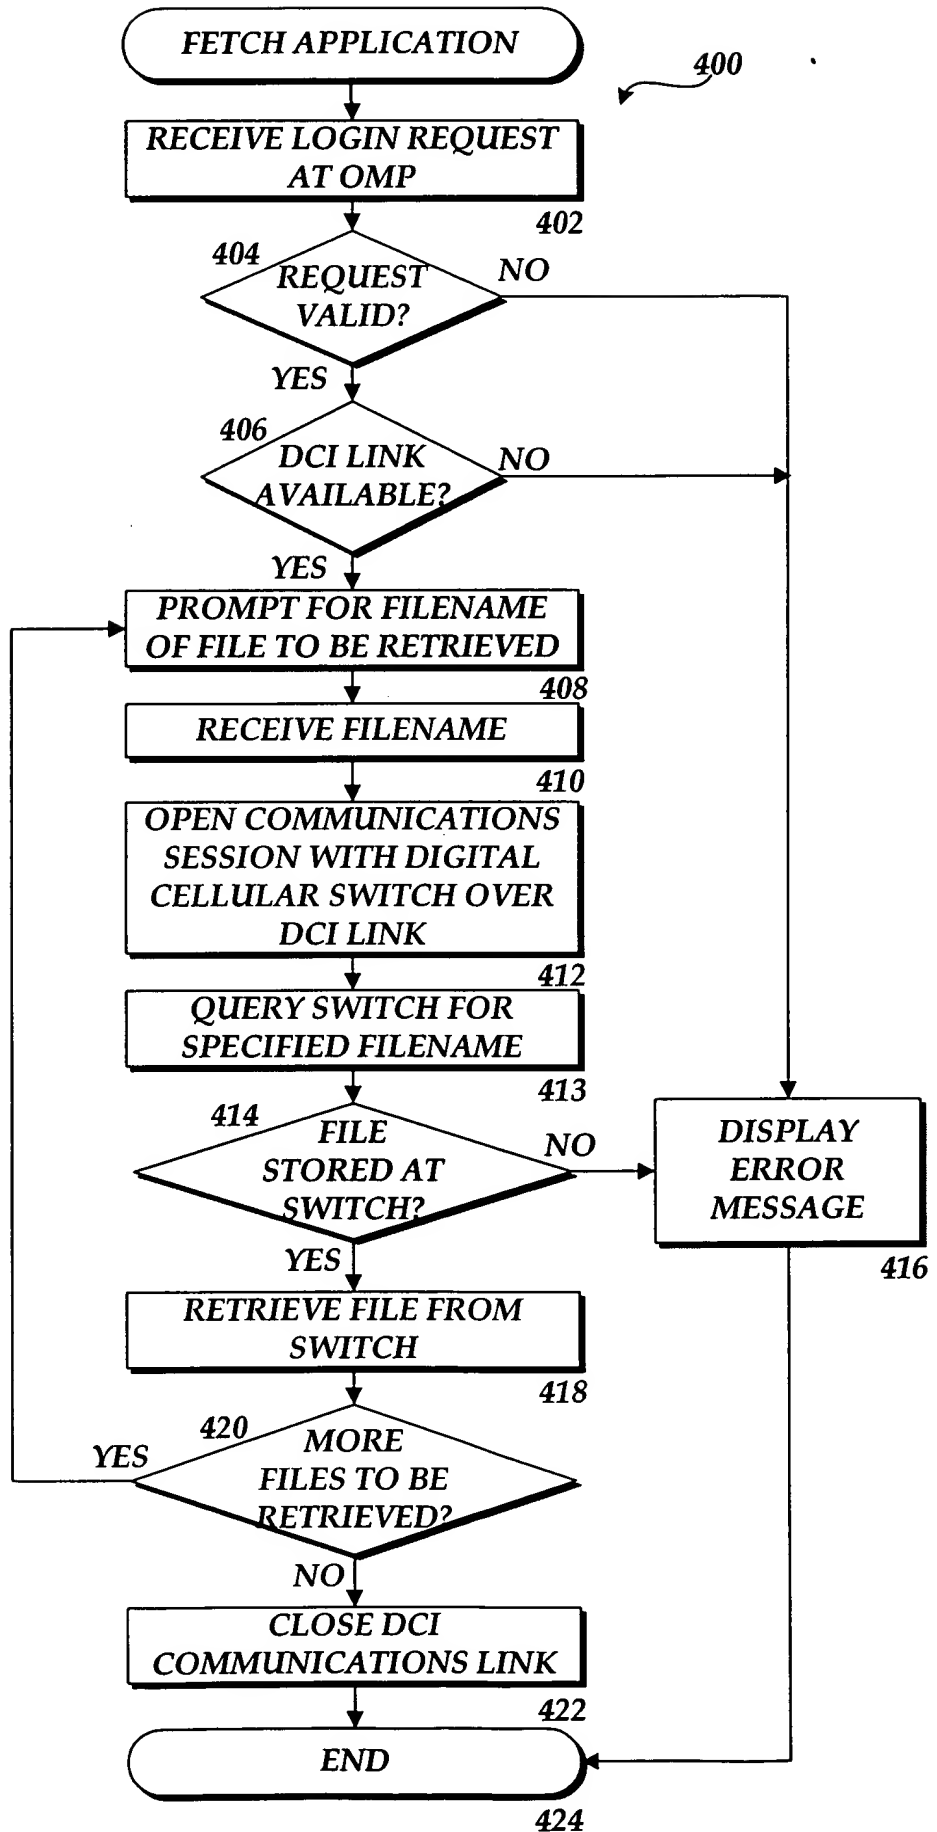 FETCH APPLICATION
400
RECEIVE LOGIN REQUEST
AT OMP
402
404
REQUEST
VALID?
NO
YES
406
DCI LINK
AVAILABLE?
NO
YES
PROMPT FOR FILENAME
OF FILE TO BE RETRIEVED
408
RECEIVE FILENAME
410
OPEN COMMUNICATIONS
SESSION WITH DIGITAL
CELLULAR SWITCH OVER
DCI LINK
412
QUERY SWITCH FOR
SPECIFIED FILENAME
413
414
FILE
STORED AT
SWITCH?
NO
DISPLAY
ERROR
MESSAGE
416
YES
RETRIEVE FILE FROM
SWITCH
418
420
MORE
FILES TO BE
RETRIEVED?
YES
NO
CLOSE DCI
COMMUNICATIONS LINK
422
END
424